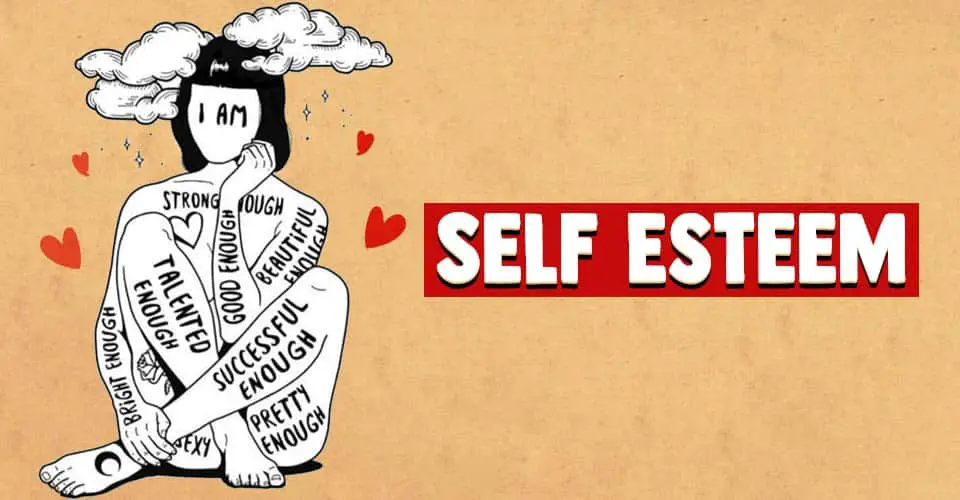 I AM
STRONG ENOUGH
GOOD ENOUGH
BEAUTIFUL
ENOUGH
TALENTED
ENOUGH
BRIGHT ENOUGH
SUCCESSFUL
ENOUGH
PRETTY
ENOUGH
SEXY
SELF ESTEEM